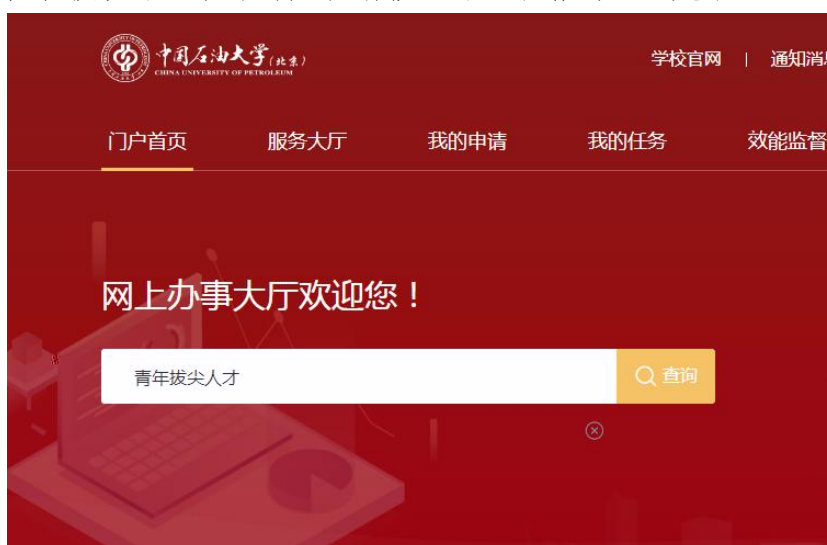 中国石油大学(北京)
CHINA UNIVERSITY OF PETROLEUM
学校官网 | 通知消息
门户首页 服务大厅 我的申请 我的任务 效能监督
网上办事大厅欢迎您！
青年拔尖人才 查询